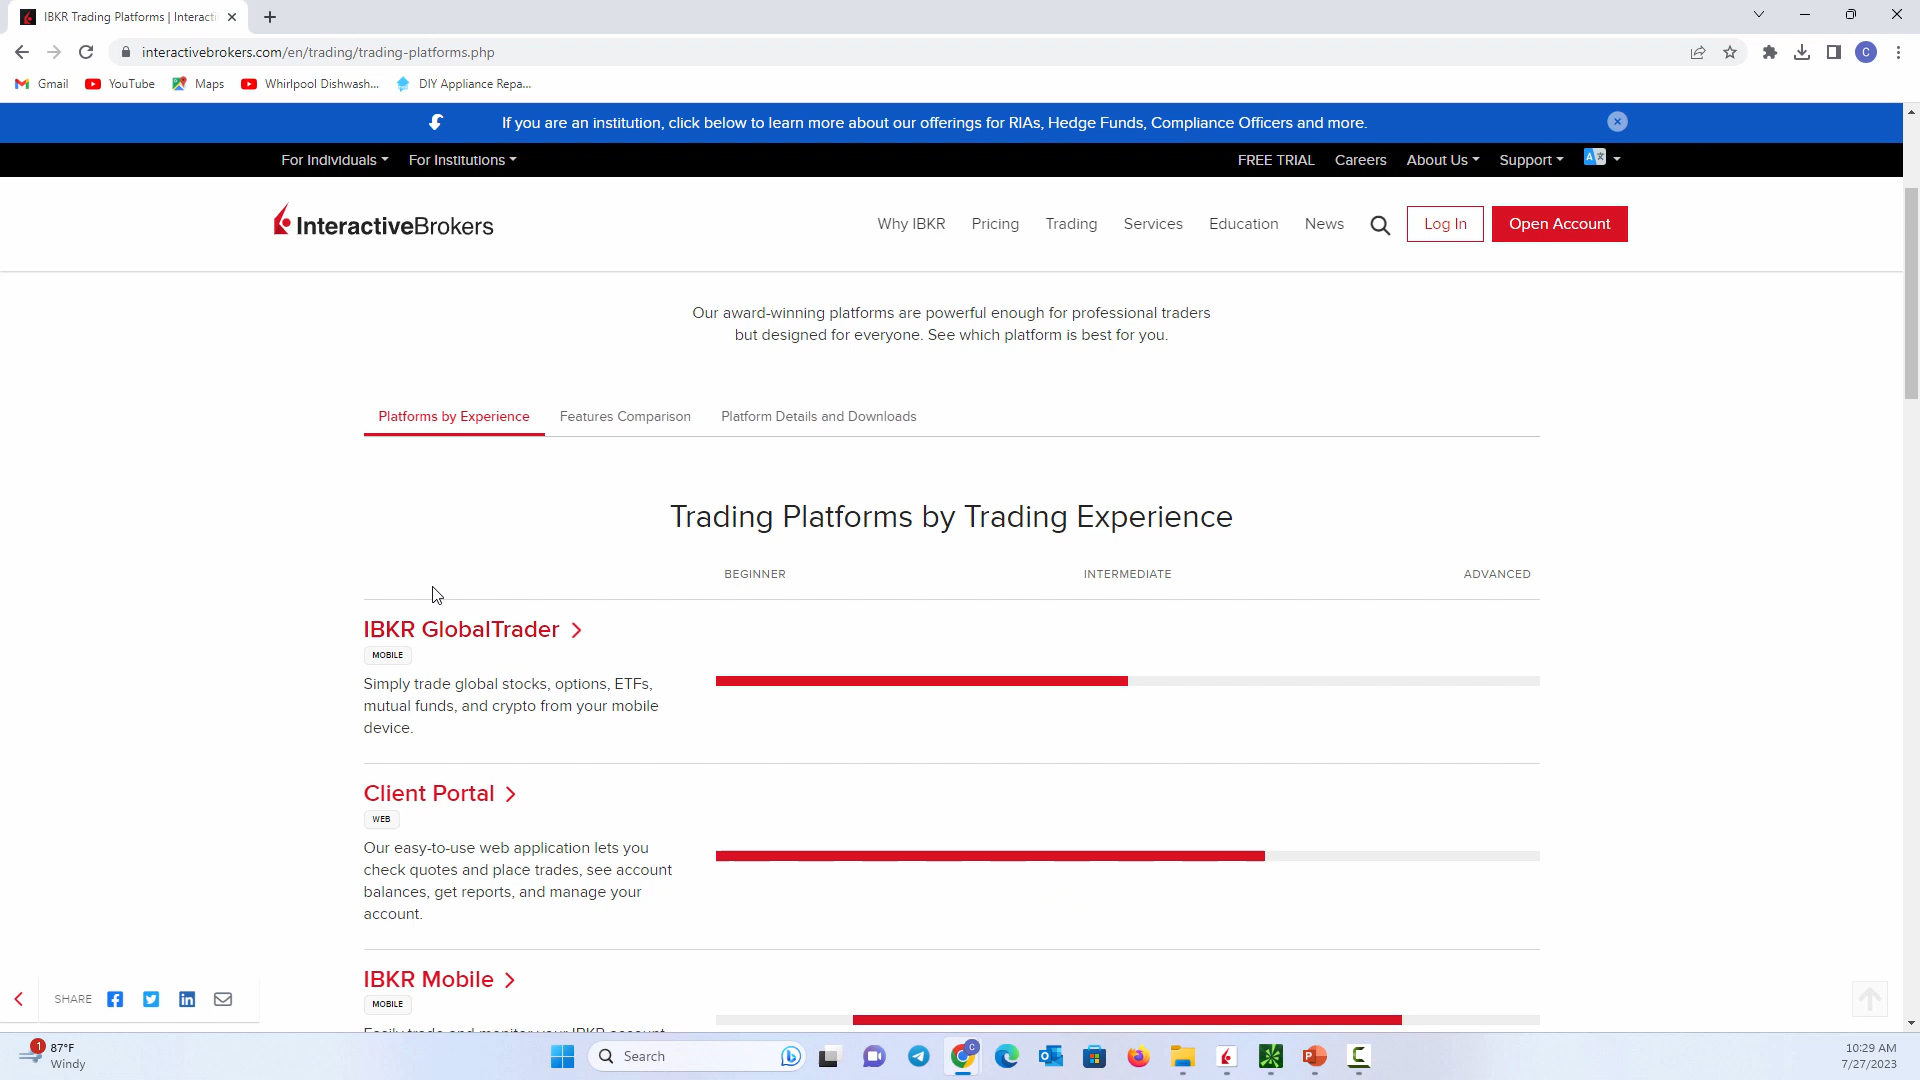 IBKR Trading Platforms | Interacti
interactivebrokers.com/en/trading/trading-platforms.php
C
Gmail
YouTube
Maps
Whirlpool Dishwash...
DIY Appliance Repa...
If you are an institution, click below to learn more about our offerings for RIAs, Hedge Funds, Compliance Officers and more.
For Individuals
For Institutions
FREE TRIAL
Careers
About Us
Support
InteractiveBrokers
Why IBKR
Pricing
Trading
Services
Education
News
Log In
Open Account
Our award-winning platforms are powerful enough for professional traders
but designed for everyone. See which platform is best for you.
Platforms by Experience
Features Comparison
Platform Details and Downloads
Trading Platforms by Trading Experience
BEGINNER
INTERMEDIATE
ADVANCED
IBKR GlobalTrader
MOBILE
Simply trade global stocks, options, ETFs,
mutual funds, and crypto from your mobile
device.
Client Portal
WEB
Our easy-to-use web application lets you
check quotes and place trades, see account
balances, get reports, and manage your
account.
IBKR Mobile
MOBILE
Easily trade and monitor your IBKR account
SHARE
1
87°F
Windy
Search
10:29 AM
7/27/2023